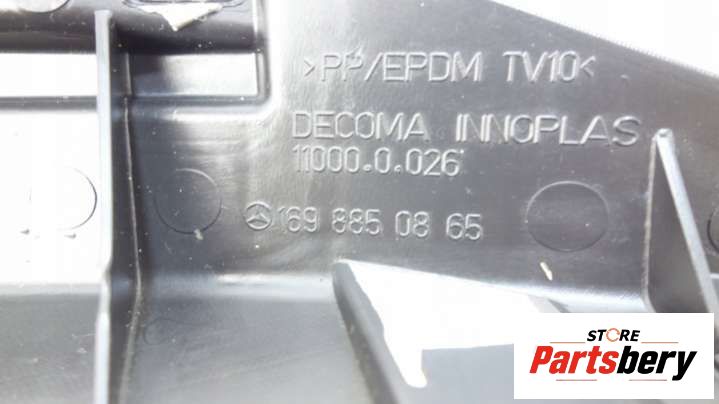 >PP/EPDM TV10<
DECOMA INNOPLAS
11000.0.026
169 885 08 65
STORE
Partsbery